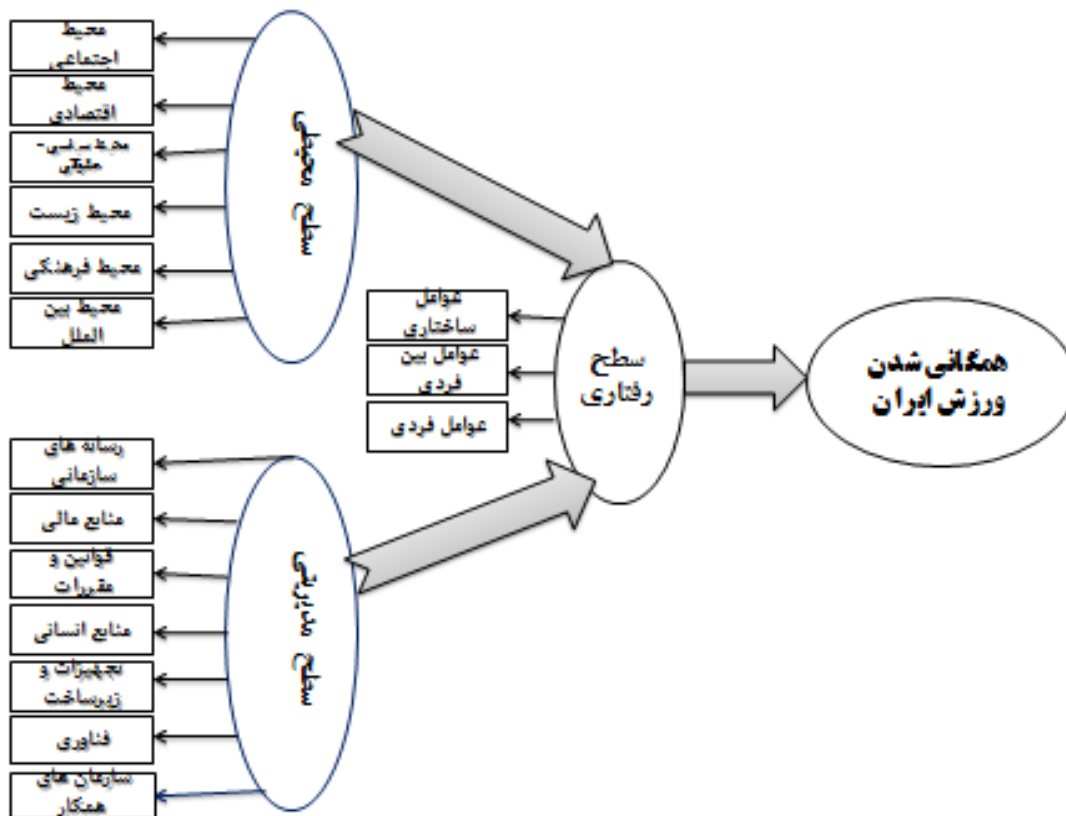 محیط
اجتماعی
محیط
اقتصادی
محیط سیاسی-
حقوقی
محیط زیست
محیط فرهنگی
محیط بین
الملل
سطح محیطی
عوامل
ساختاری
عوامل بین
فردی
عوامل فردی
سطح
رفتاری
همگانی شدن
ورزش ایران
رسانه های
سازمانی
منابع مالی
قوانین و
مقررات
منابع انسانی
تجهیزات و
زیرساخت
فناوری
سازمان های
همکار
سطح مدیریتی